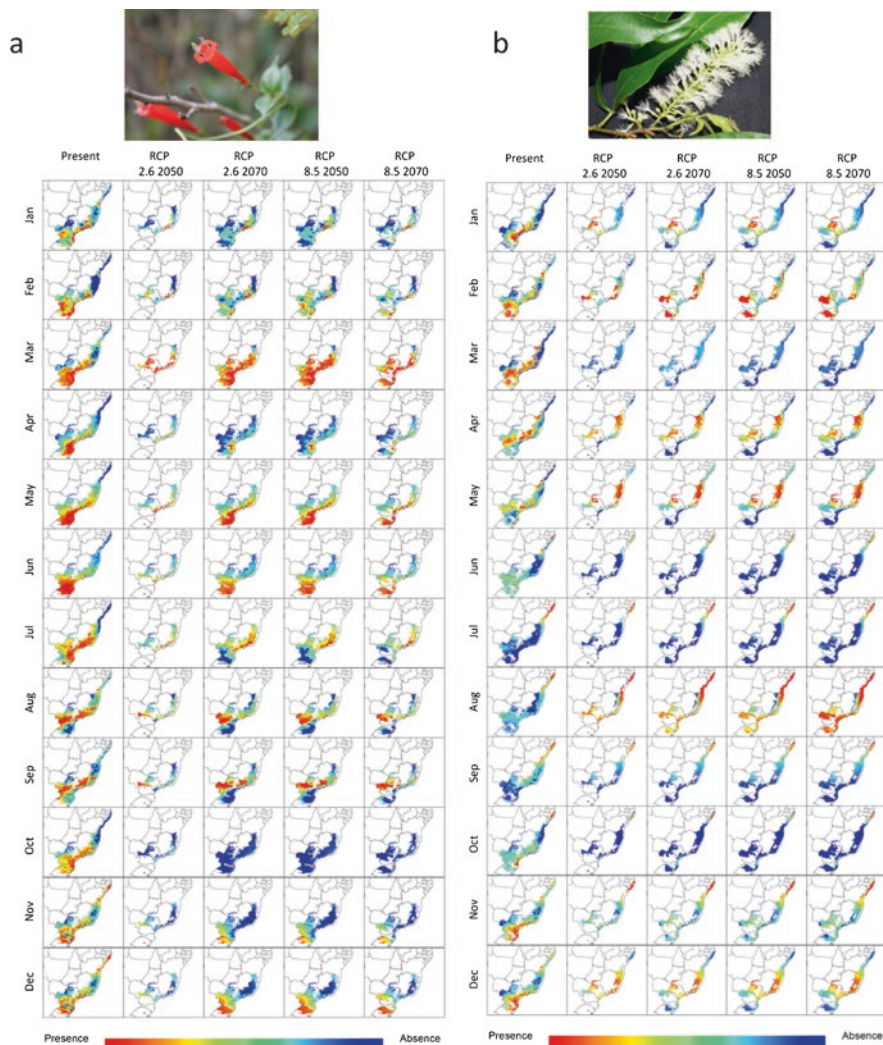 a
Present RCP RCP RCP RCP
2.6 2050 2.6 2070 8.5 2050 8.5 2070
Jan
Feb
Mar
Apr
May
Jun
Jul
Aug
Sep
Oct
Nov
Dec
Presence Absence
b
Present RCP RCP RCP RCP
2.6 2050 2.6 2070 8.5 2050 8.5 2070
Jan
Feb
Mar
Apr
May
Jun
Jul
Aug
Sep
Oct
Nov
Dec
Presence Absence